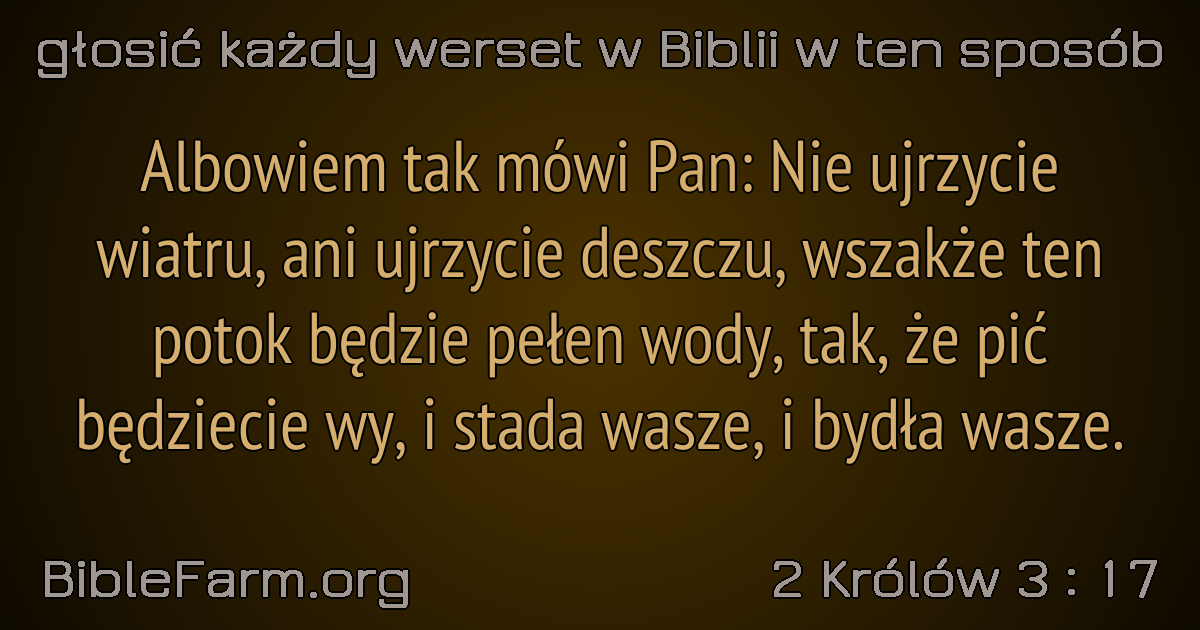 głosić każdy werset w Biblii w ten sposób
Albowiem tak mówi Pan: Nie ujrzycie
wiatru, ani ujrzycie deszczu, wszakże ten
potok będzie pełen wody, tak, że pić
będziecie wy, i stada wasze, i bydła wasze.
BibleFarm.org
2 Królów 3 : 17